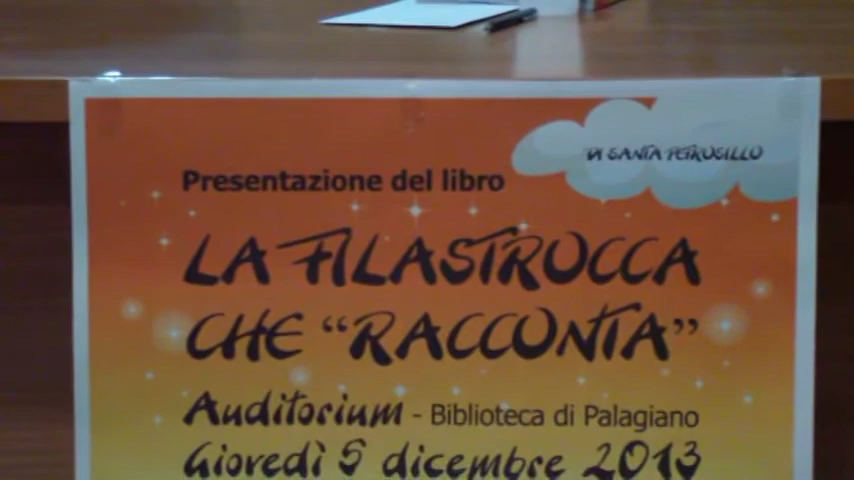 DI SANTA PETROSILLO
Presentazione del libro
LA FILASTROCCA
CHE “RACCONTA”
Auditorium - Biblioteca di Palagiano
Giovedì 5 dicembre 2013